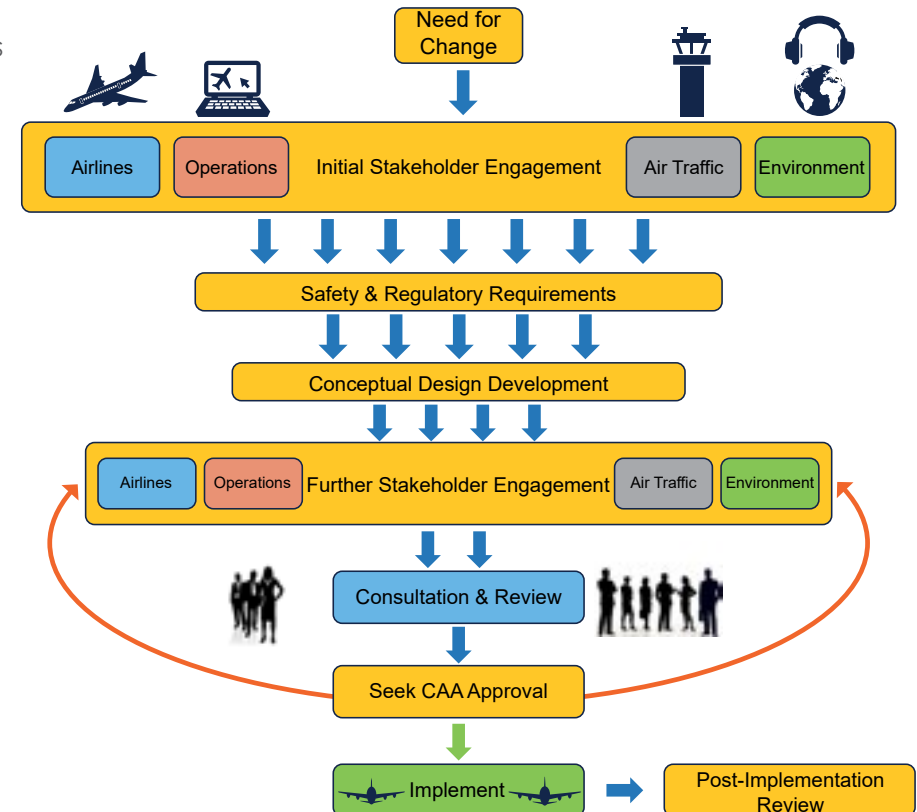 s
Need for
Change
Airlines
Operations
Initial Stakeholder Engagement
Air Traffic
Environment
Safety & Regulatory Requirements
Conceptual Design Development
Airlines
Operations
Further Stakeholder Engagement
Air Traffic
Environment
Consultation & Review
Seek CAA Approval
Implement
Post-Implementation
Review